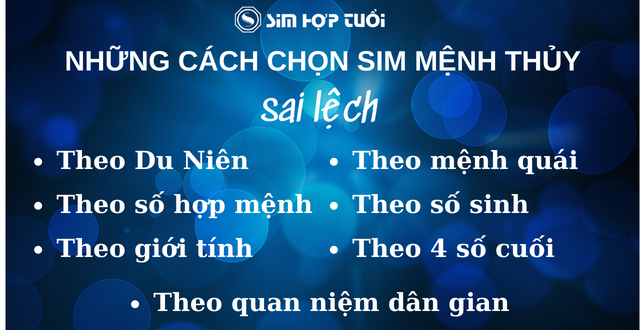 SIM HỢP TUỔI
NHỮNG CÁCH CHỌN SIM MỆNH THỦY
sai lệch
• Theo Du Niên
• Theo số hợp mệnh
• Theo giới tính
• Theo mệnh quái
• Theo số sinh
• Theo 4 số cuối
• Theo quan niệm dân gian